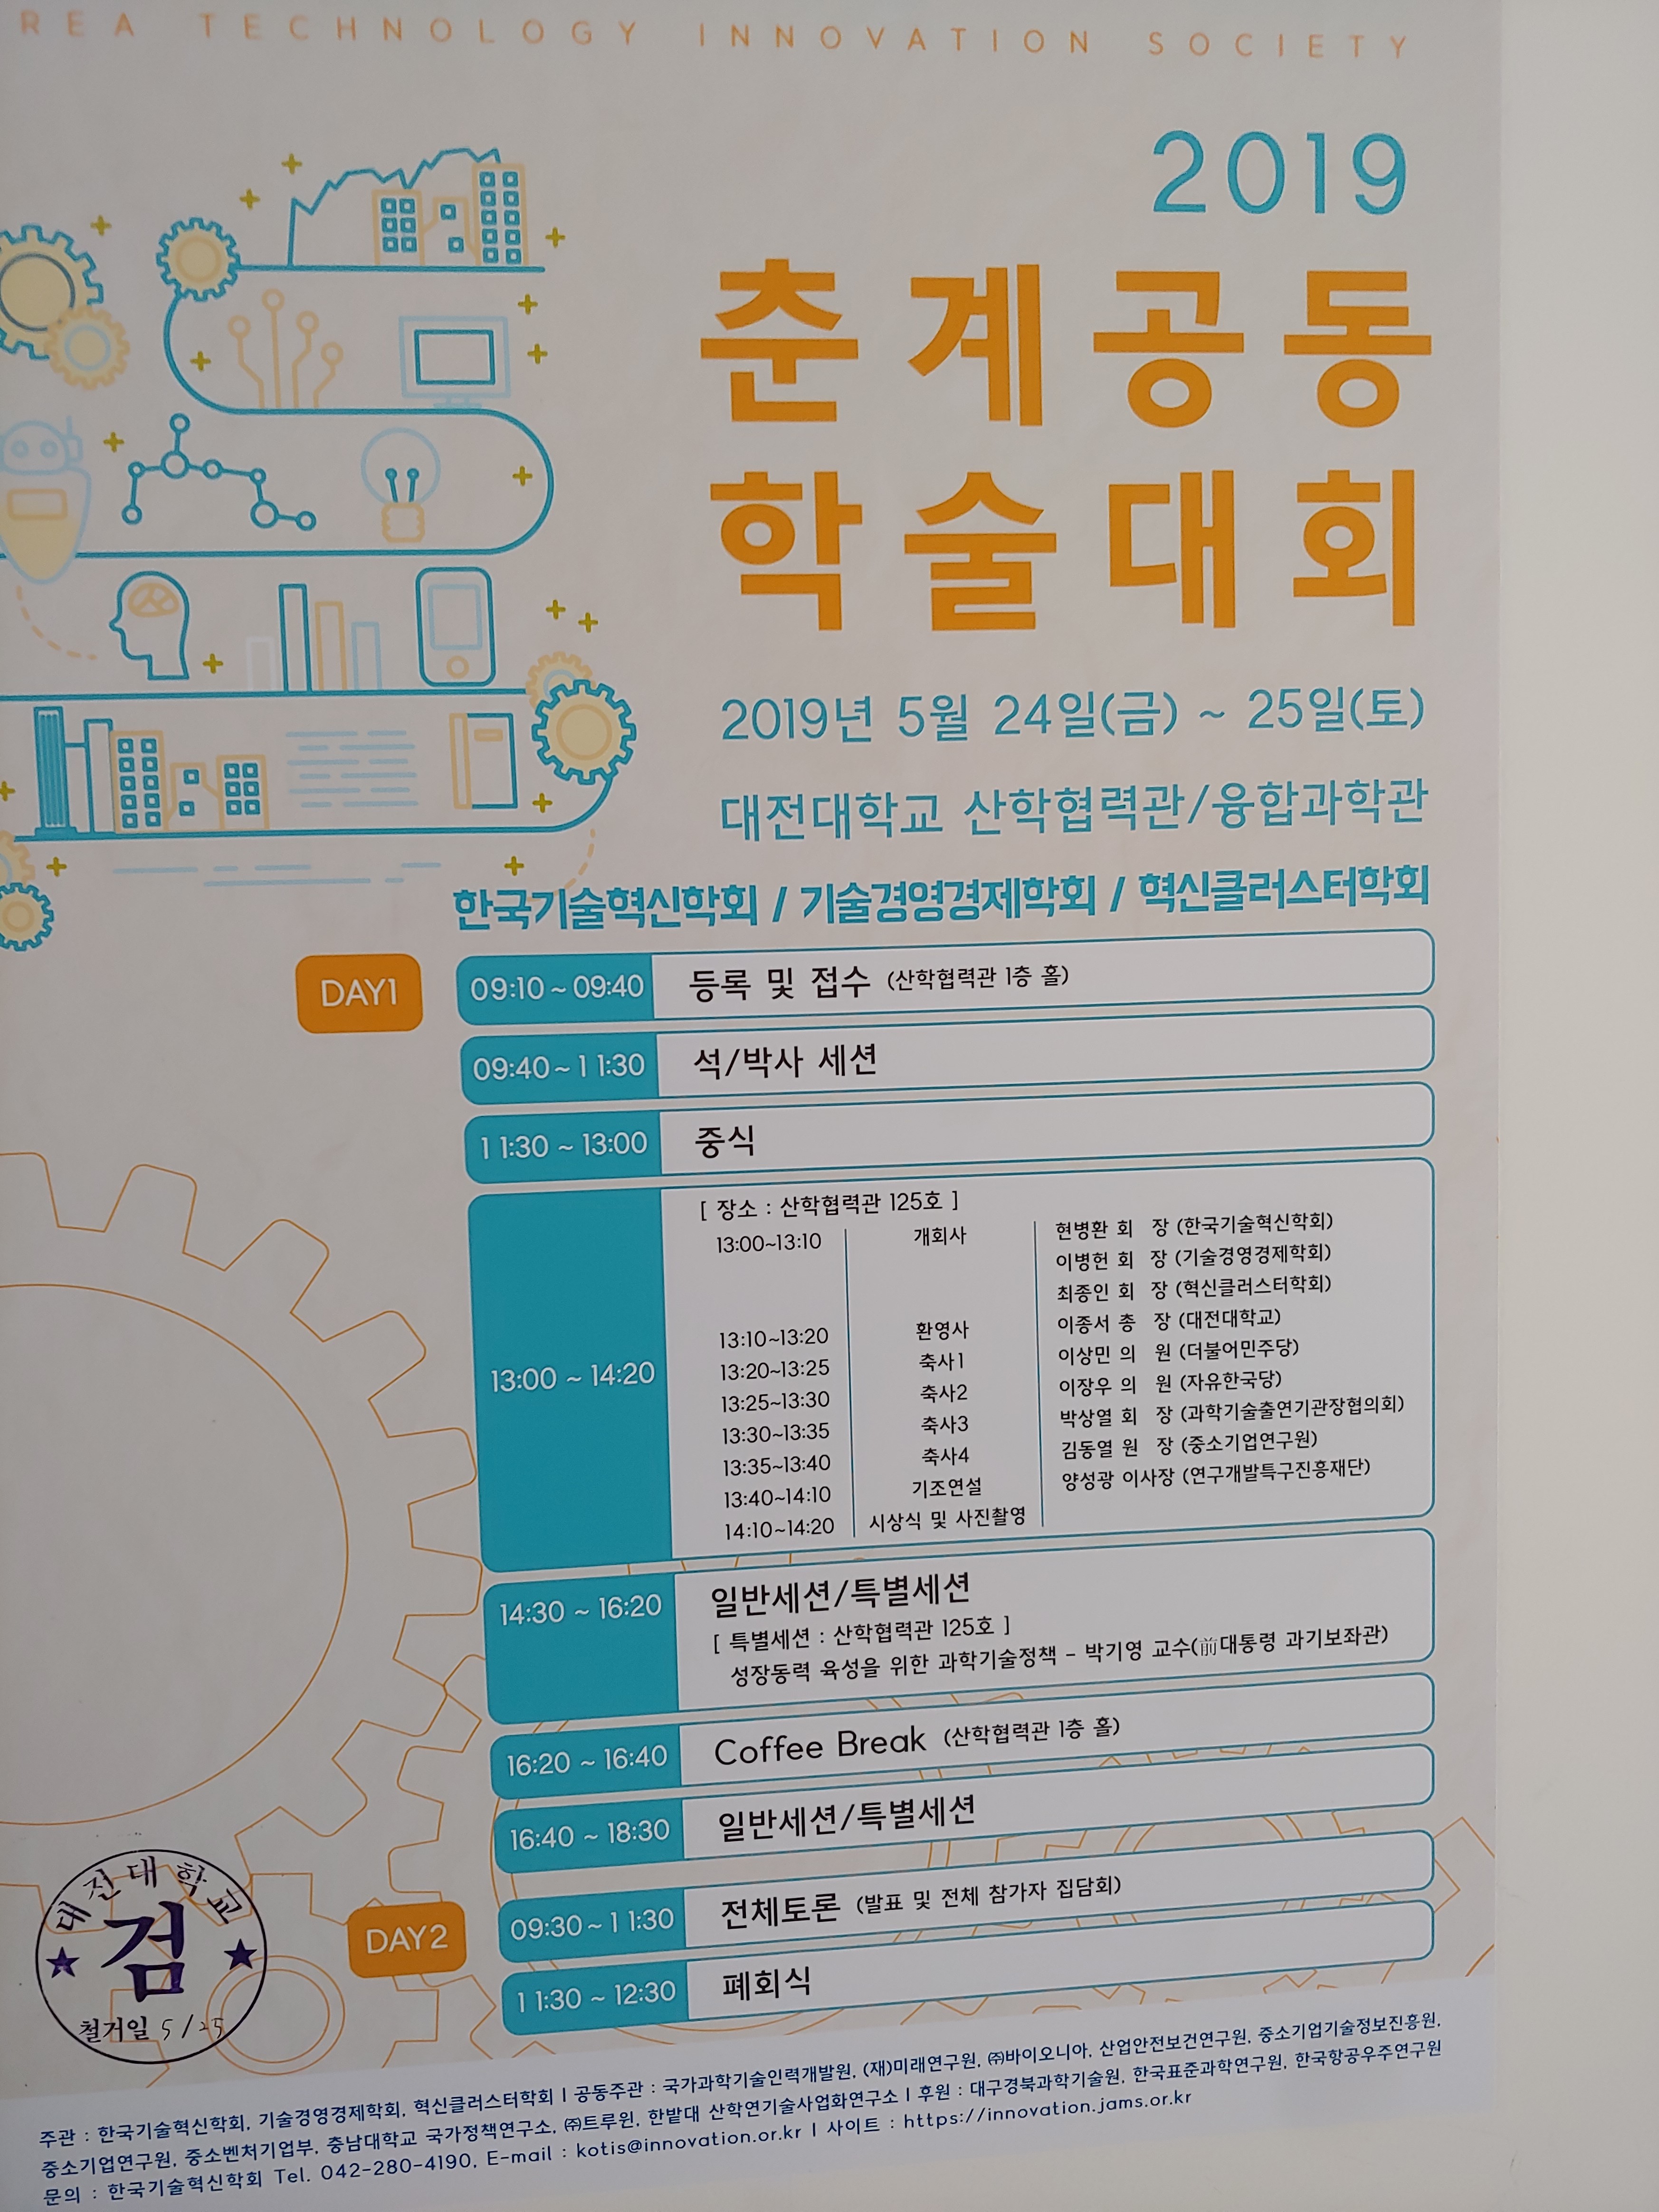 REA TECHNOLOGY INNOVATION SOCIETY
2019
춘계공동
학술대회
2019년 5월 24일(금) ~ 25일(토)
대전대학교 산학협력관/융합과학관
한국기술혁신학회 / 기술경영경제학회 / 혁신클러스터학회
DAY1
09:10 ~ 09:40 등록 및 접수 (산학협력관 1층 홀)
09:40 ~ 11:30 석/박사 세션
11:30 ~ 13:00 중식
13:00 ~ 14:20
[ 장소 : 산학협력관 125호 ]
13:00~13:10 개회사 현병환 회 장 (한국기술혁신학회)
이병헌 회 장 (기술경영경제학회)
최종인 회 장 (혁신클러스터학회)
13:10~13:20 환영사 이종서 총 장 (대전대학교)
13:20~13:25 축사1 이상민 의 원 (더불어민주당)
13:25~13:30 축사2 이장우 의 원 (자유한국당)
13:30~13:35 축사3 박상열 회 장 (과학기술출연기관장협의회)
13:35~13:40 축사4 김동열 원 장 (중소기업연구원)
13:40~14:10 기조연설 양성광 이사장 (연구개발특구진흥재단)
14:10~14:20 시상식 및 사진촬영
14:30 ~ 16:20 일반세션/특별세션
[ 특별세션 : 산학협력관 125호 ]
성장동력 육성을 위한 과학기술정책 - 박기영 교수(前대통령 과기보좌관)
16:20 ~ 16:40 Coffee Break (산학협력관 1층 홀)
16:40 ~ 18:30 일반세션/특별세션
DAY2
09:30 ~ 11:30 전체토론 (발표 및 전체 참가자 집담회)
11:30 ~ 12:30 폐회식
대전대학교
★ 검 ★
철거일 5/25
주관 : 한국기술혁신학회, 기술경영경제학회, 혁신클러스터학회 I 공동주관 : 국가과학기술인력개발원, (재)미래연구원, ㈜바이오니아, 산업안전보건연구원, 중소기업기술정보진흥원,
중소기업연구원, 중소벤처기업부, 충남대학교 국가정책연구소, ㈜트루윈, 한밭대 산학연기술사업화연구소 I 후원 : 대구경북과학기술원, 한국표준과학연구원, 한국항공우주연구원
문의 : 한국기술혁신학회 Tel. 042-280-4190, E-mail : kotis@innovation.or.kr I 사이트 : https://innovation.jams.or.kr